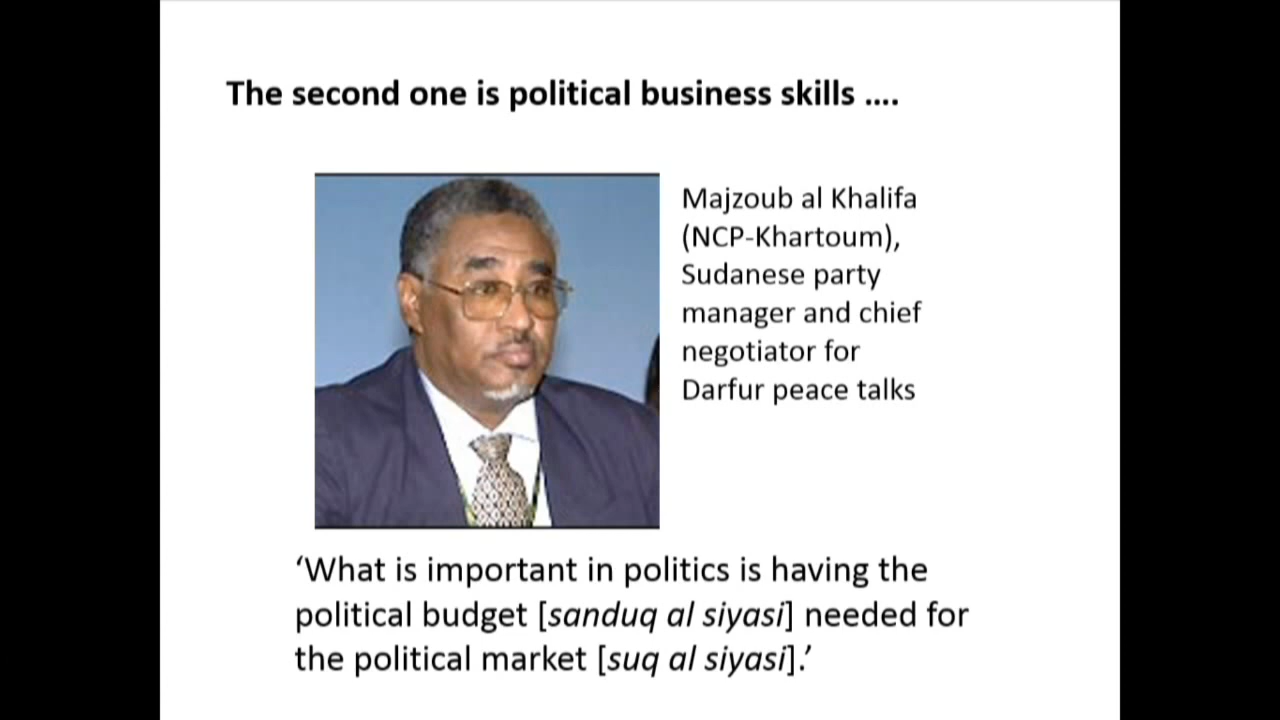 The second one is political business skills ....
Majzoub al Khalifa
(NCP-Khartoum),
Sudanese party
manager and chief
negotiator for
Darfur peace talks
‘What is important in politics is having the
political budget [sanduq al siyasi] needed for
the political market [suq al siyasi].’